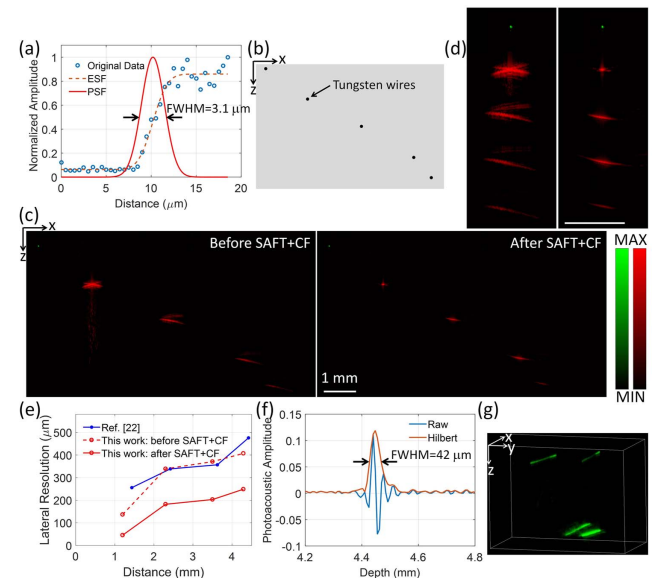 (a)
1
0.8
0.6
0.4
0.2
0
Normalized Amplitude
Original Data
ESF
PSF
FWHM=3.1 μm
0 5 10 15 20
Distance (μm)
(b)
X
Z
Tungsten wires
(d)
(c)
X
Z
Before SAFT+CF
After SAFT+CF
1 mm
MAX
MIN
(e)
500
400
300
200
100
0
Lateral Resolution (μm)
Ref. [22]
This work: before SAFT+CF
This work: after SAFT+CF
0 1 2 3 4
Distance (mm)
(f)
0.15
0.1
0.05
0
-0.05
-0.1
Photoacoustic Amplitude
Raw
Hilbert
FWHM=42 μm
4.2 4.4 4.6 4.8
Depth (mm)
(g)
x
y
z